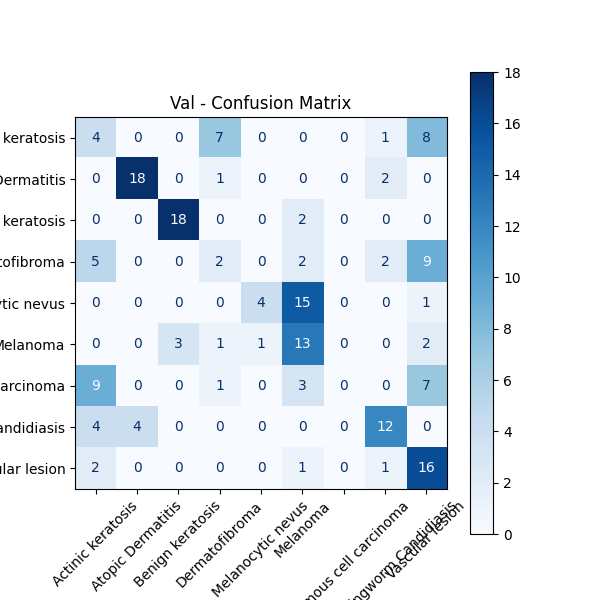 Val - Confusion Matrix
keratosis 4 0 0 7 0 0 0 1 8
Dermatitis 0 18 0 1 0 0 0 2 0
keratosis 0 0 18 0 0 2 0 0 0
tofibroma 5 0 0 2 0 2 0 2 9
ytic nevus 0 0 0 0 4 15 0 0 1
Melanoma 0 0 3 1 1 13 0 0 2
arcinoma 9 0 0 1 0 3 0 0 7
andidiasis 4 4 0 0 0 0 0 12 0
ular lesion 2 0 0 0 0 1 0 1 16
Actinic keratosis
Atopic Dermatitis
Benign keratosis
Dermatofibroma
Melanocytic nevus
Melanoma
mous cell carcinoma
ingworm Candidiasis
Vascular lesion
18
16
14
12
10
8
6
4
2
0